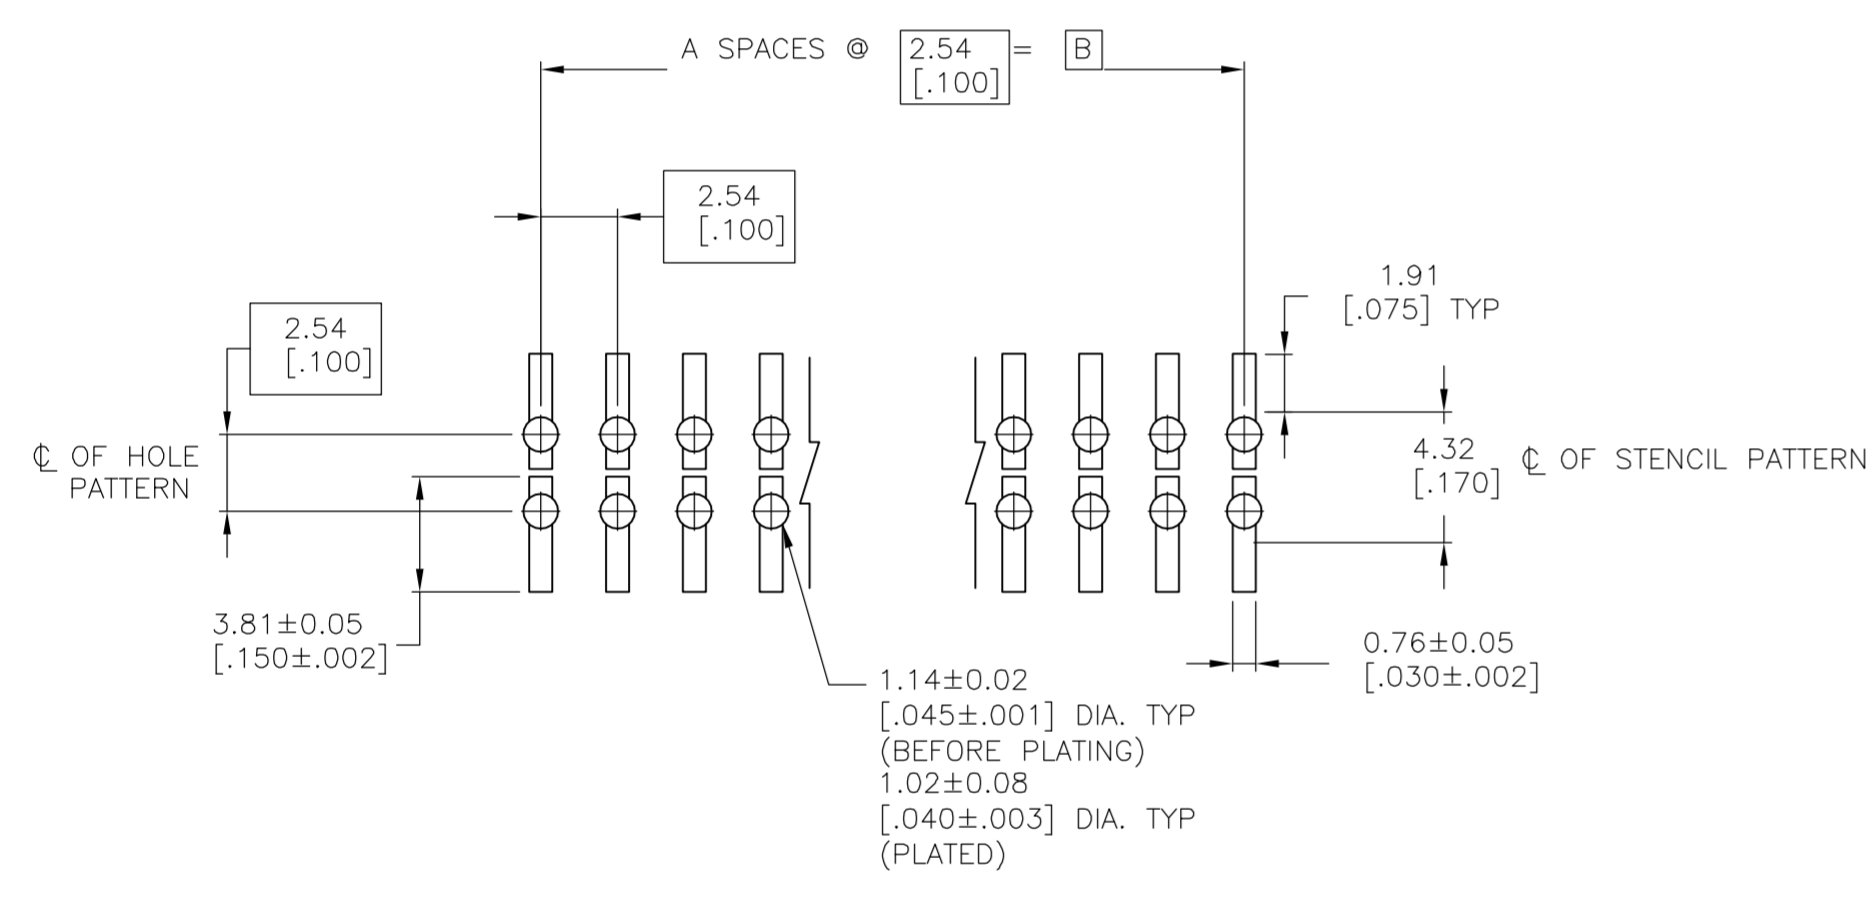 A SPACES @ 2.54 = B
[.100]
2.54
[.100]
1.91
[.075] TYP
2.54
[.100]
℄ OF HOLE
PATTERN
4.32
[.170]
℄ OF STENCIL PATTERN
3.81±0.05
[.150±.002]
0.76±0.05
[.030±.002]
1.14±0.02
[.045±.001] DIA. TYP
(BEFORE PLATING)
1.02±0.08
[.040±.003] DIA. TYP
(PLATED)